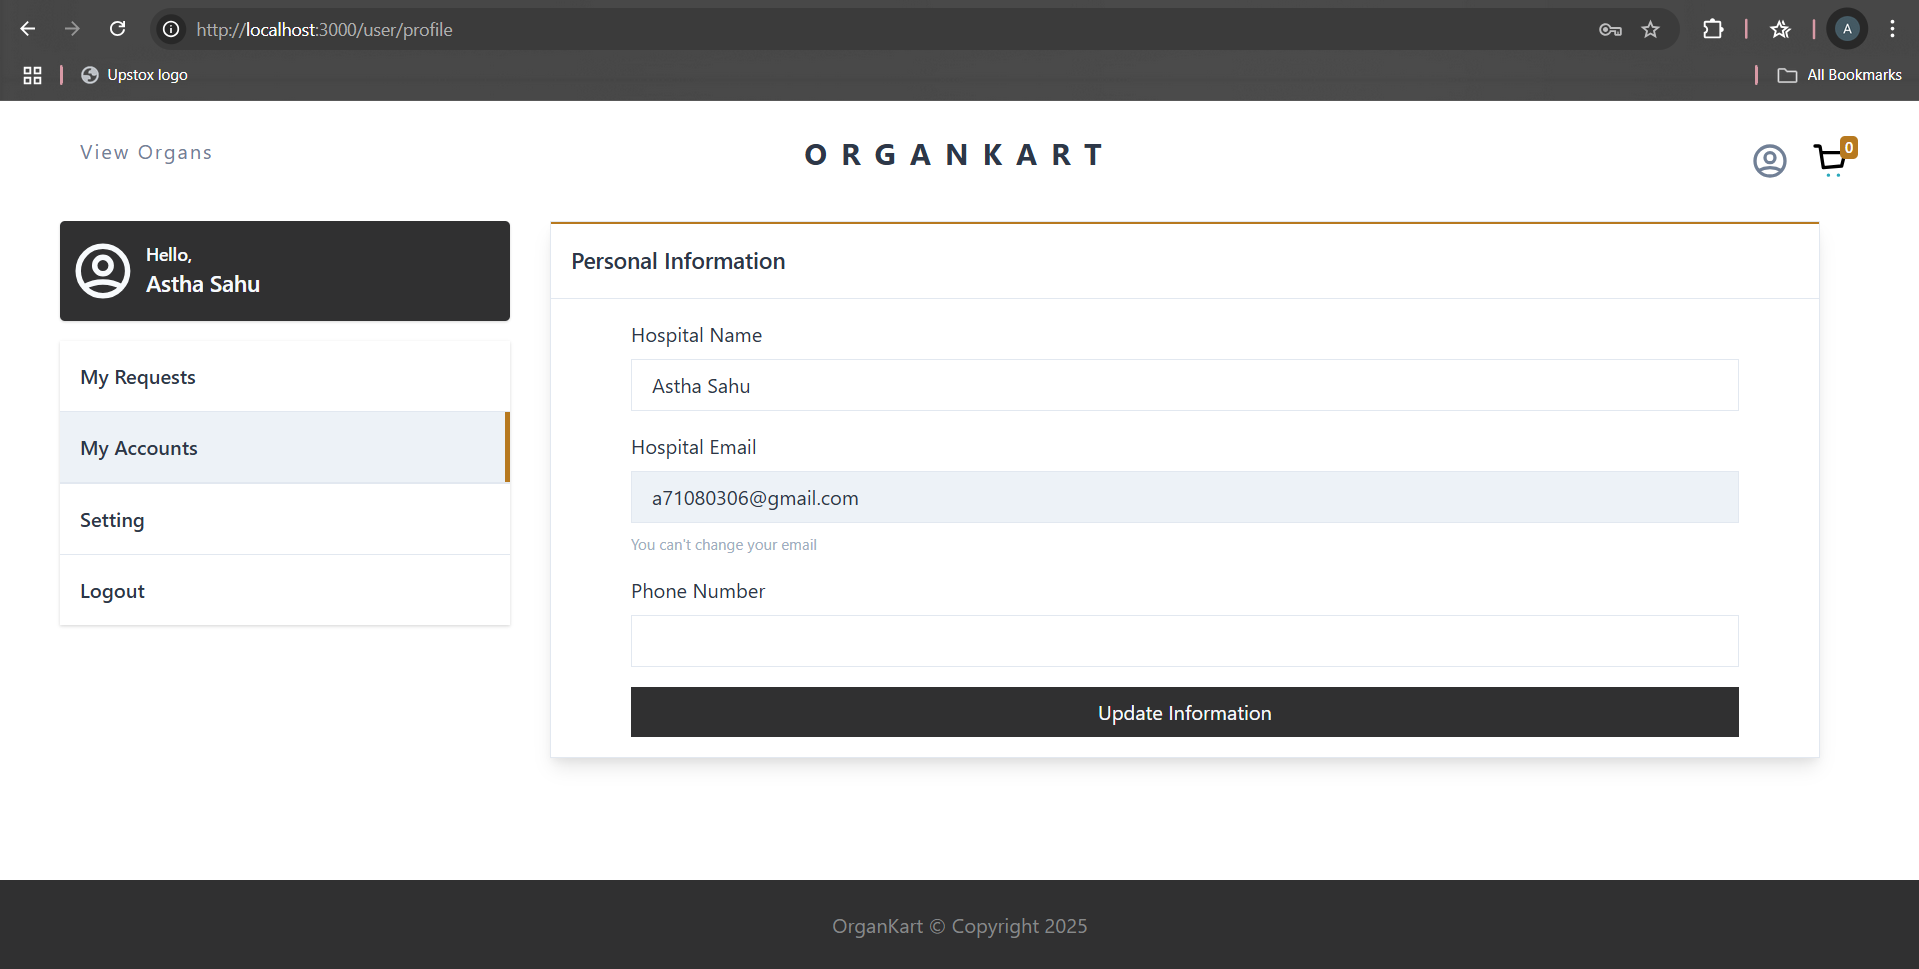 http://localhost:3000/user/profile
A
Upstox logo
All Bookmarks
View Organs
ORGANKART
0
Hello,
Astha Sahu
My Requests
My Accounts
Setting
Logout
Personal Information
Hospital Name
Astha Sahu
Hospital Email
a71080306@gmail.com
You can't change your email
Phone Number
Update Information
OrganKart © Copyright 2025